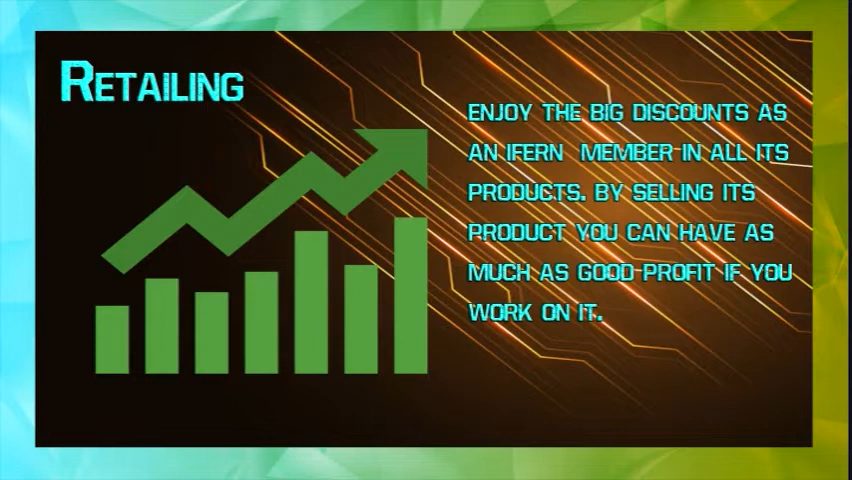 RETAILING
ENJOY THE BIG DISCOUNTS AS
AN IFERN MEMBER IN ALL ITS
PRODUCTS. BY SELLING ITS
PRODUCT YOU CAN HAVE AS
MUCH AS GOOD PROFIT IF YOU
WORK ON IT.